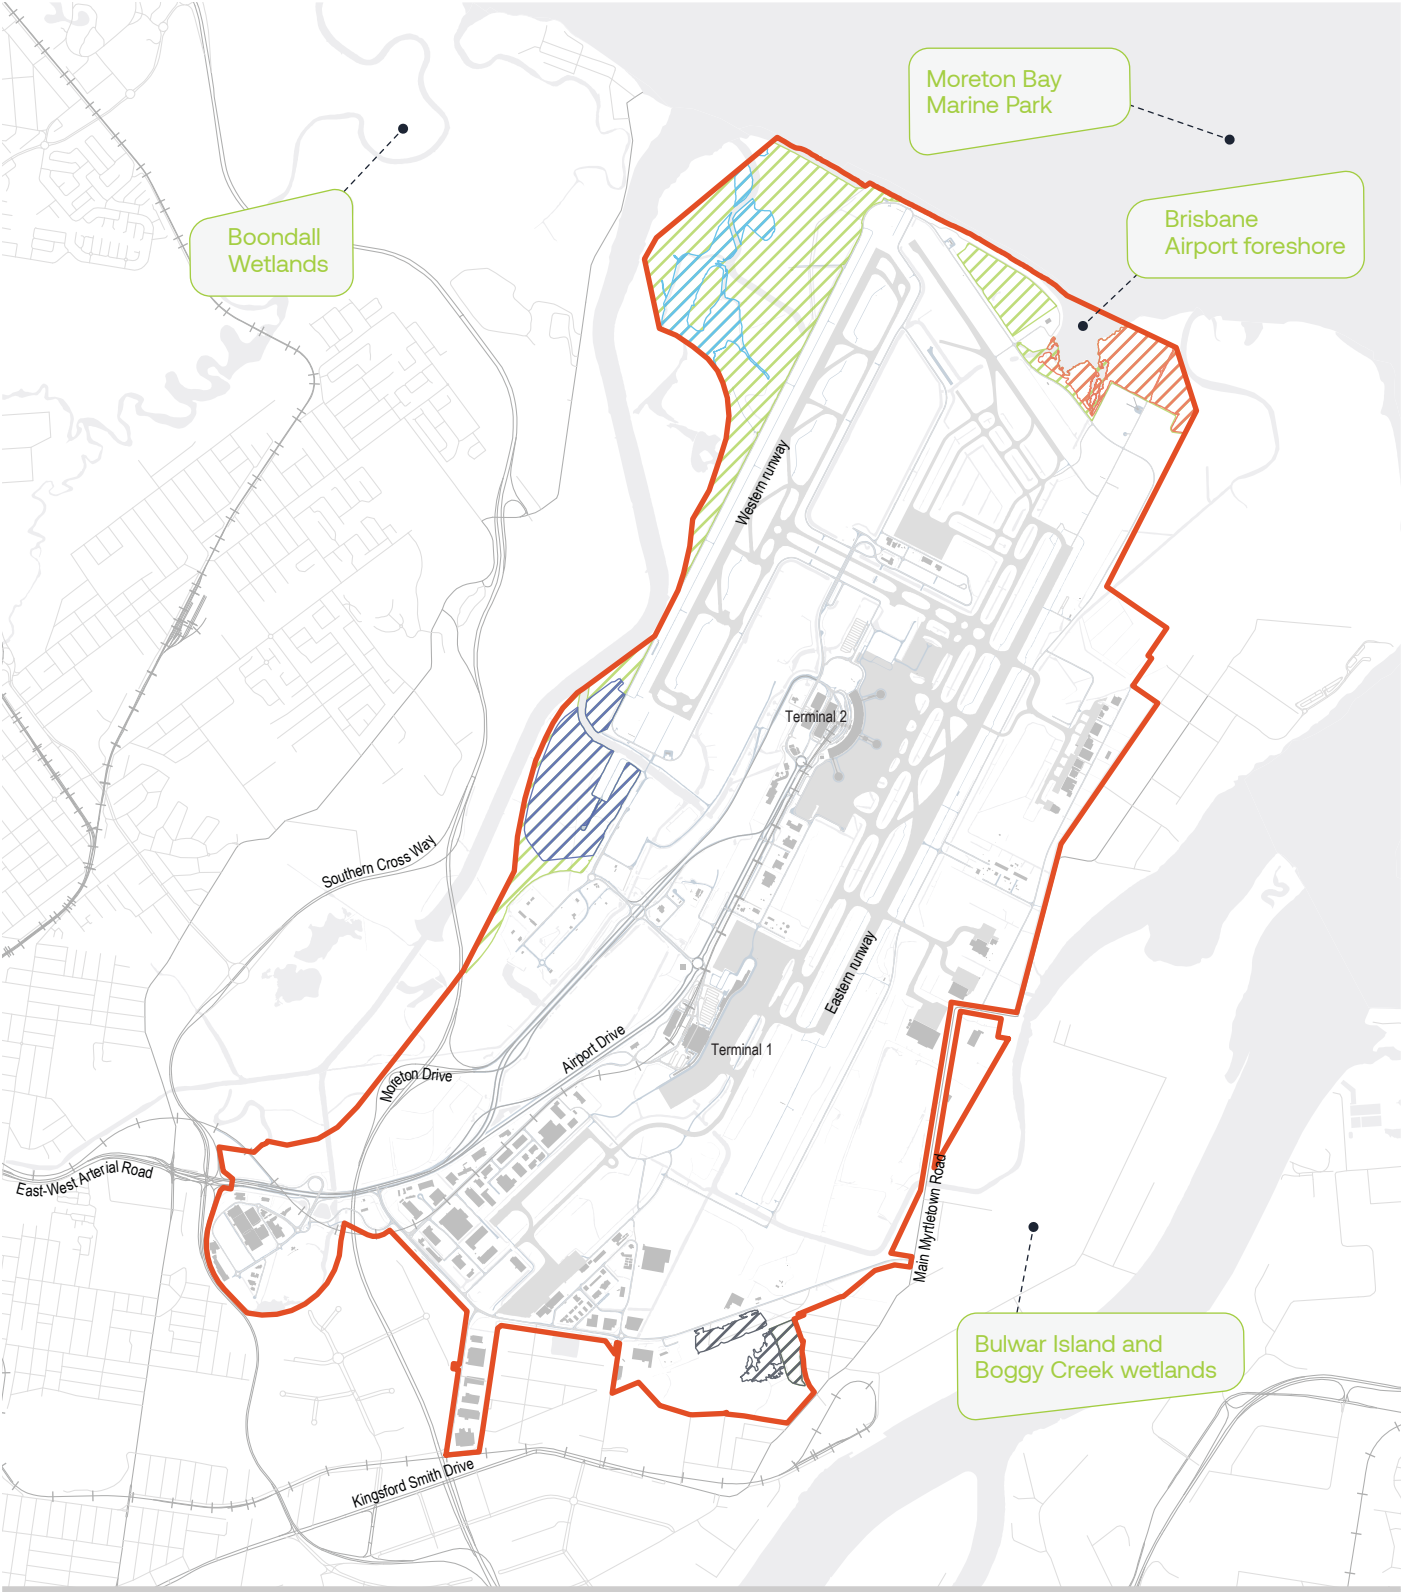 Moreton Bay
Marine Park
Brisbane
Airport foreshore
Boondall
Wetlands
Western runway
Terminal 2
Southern Cross Way
Eastern runway
Airport Drive
Terminal 1
Moreton Drive
East-West Arterial Road
Main Myrtletown Road
Bulwar Island and
Boggy Creek wetlands
Kingsford Smith Drive